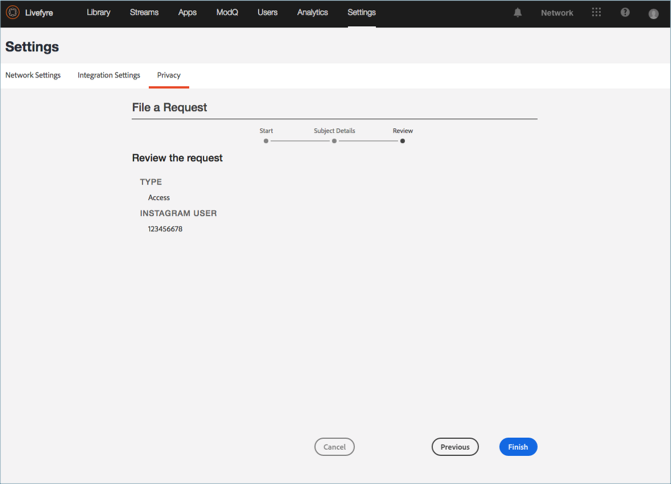 Livefyre Library Streams Apps ModQ Users Analytics Settings Network ?
Settings
Network Settings Integration Settings Privacy
File a Request
Start Subject Details Review
Review the request
TYPE
Access
INSTAGRAM USER
123456678
Cancel Previous Finish